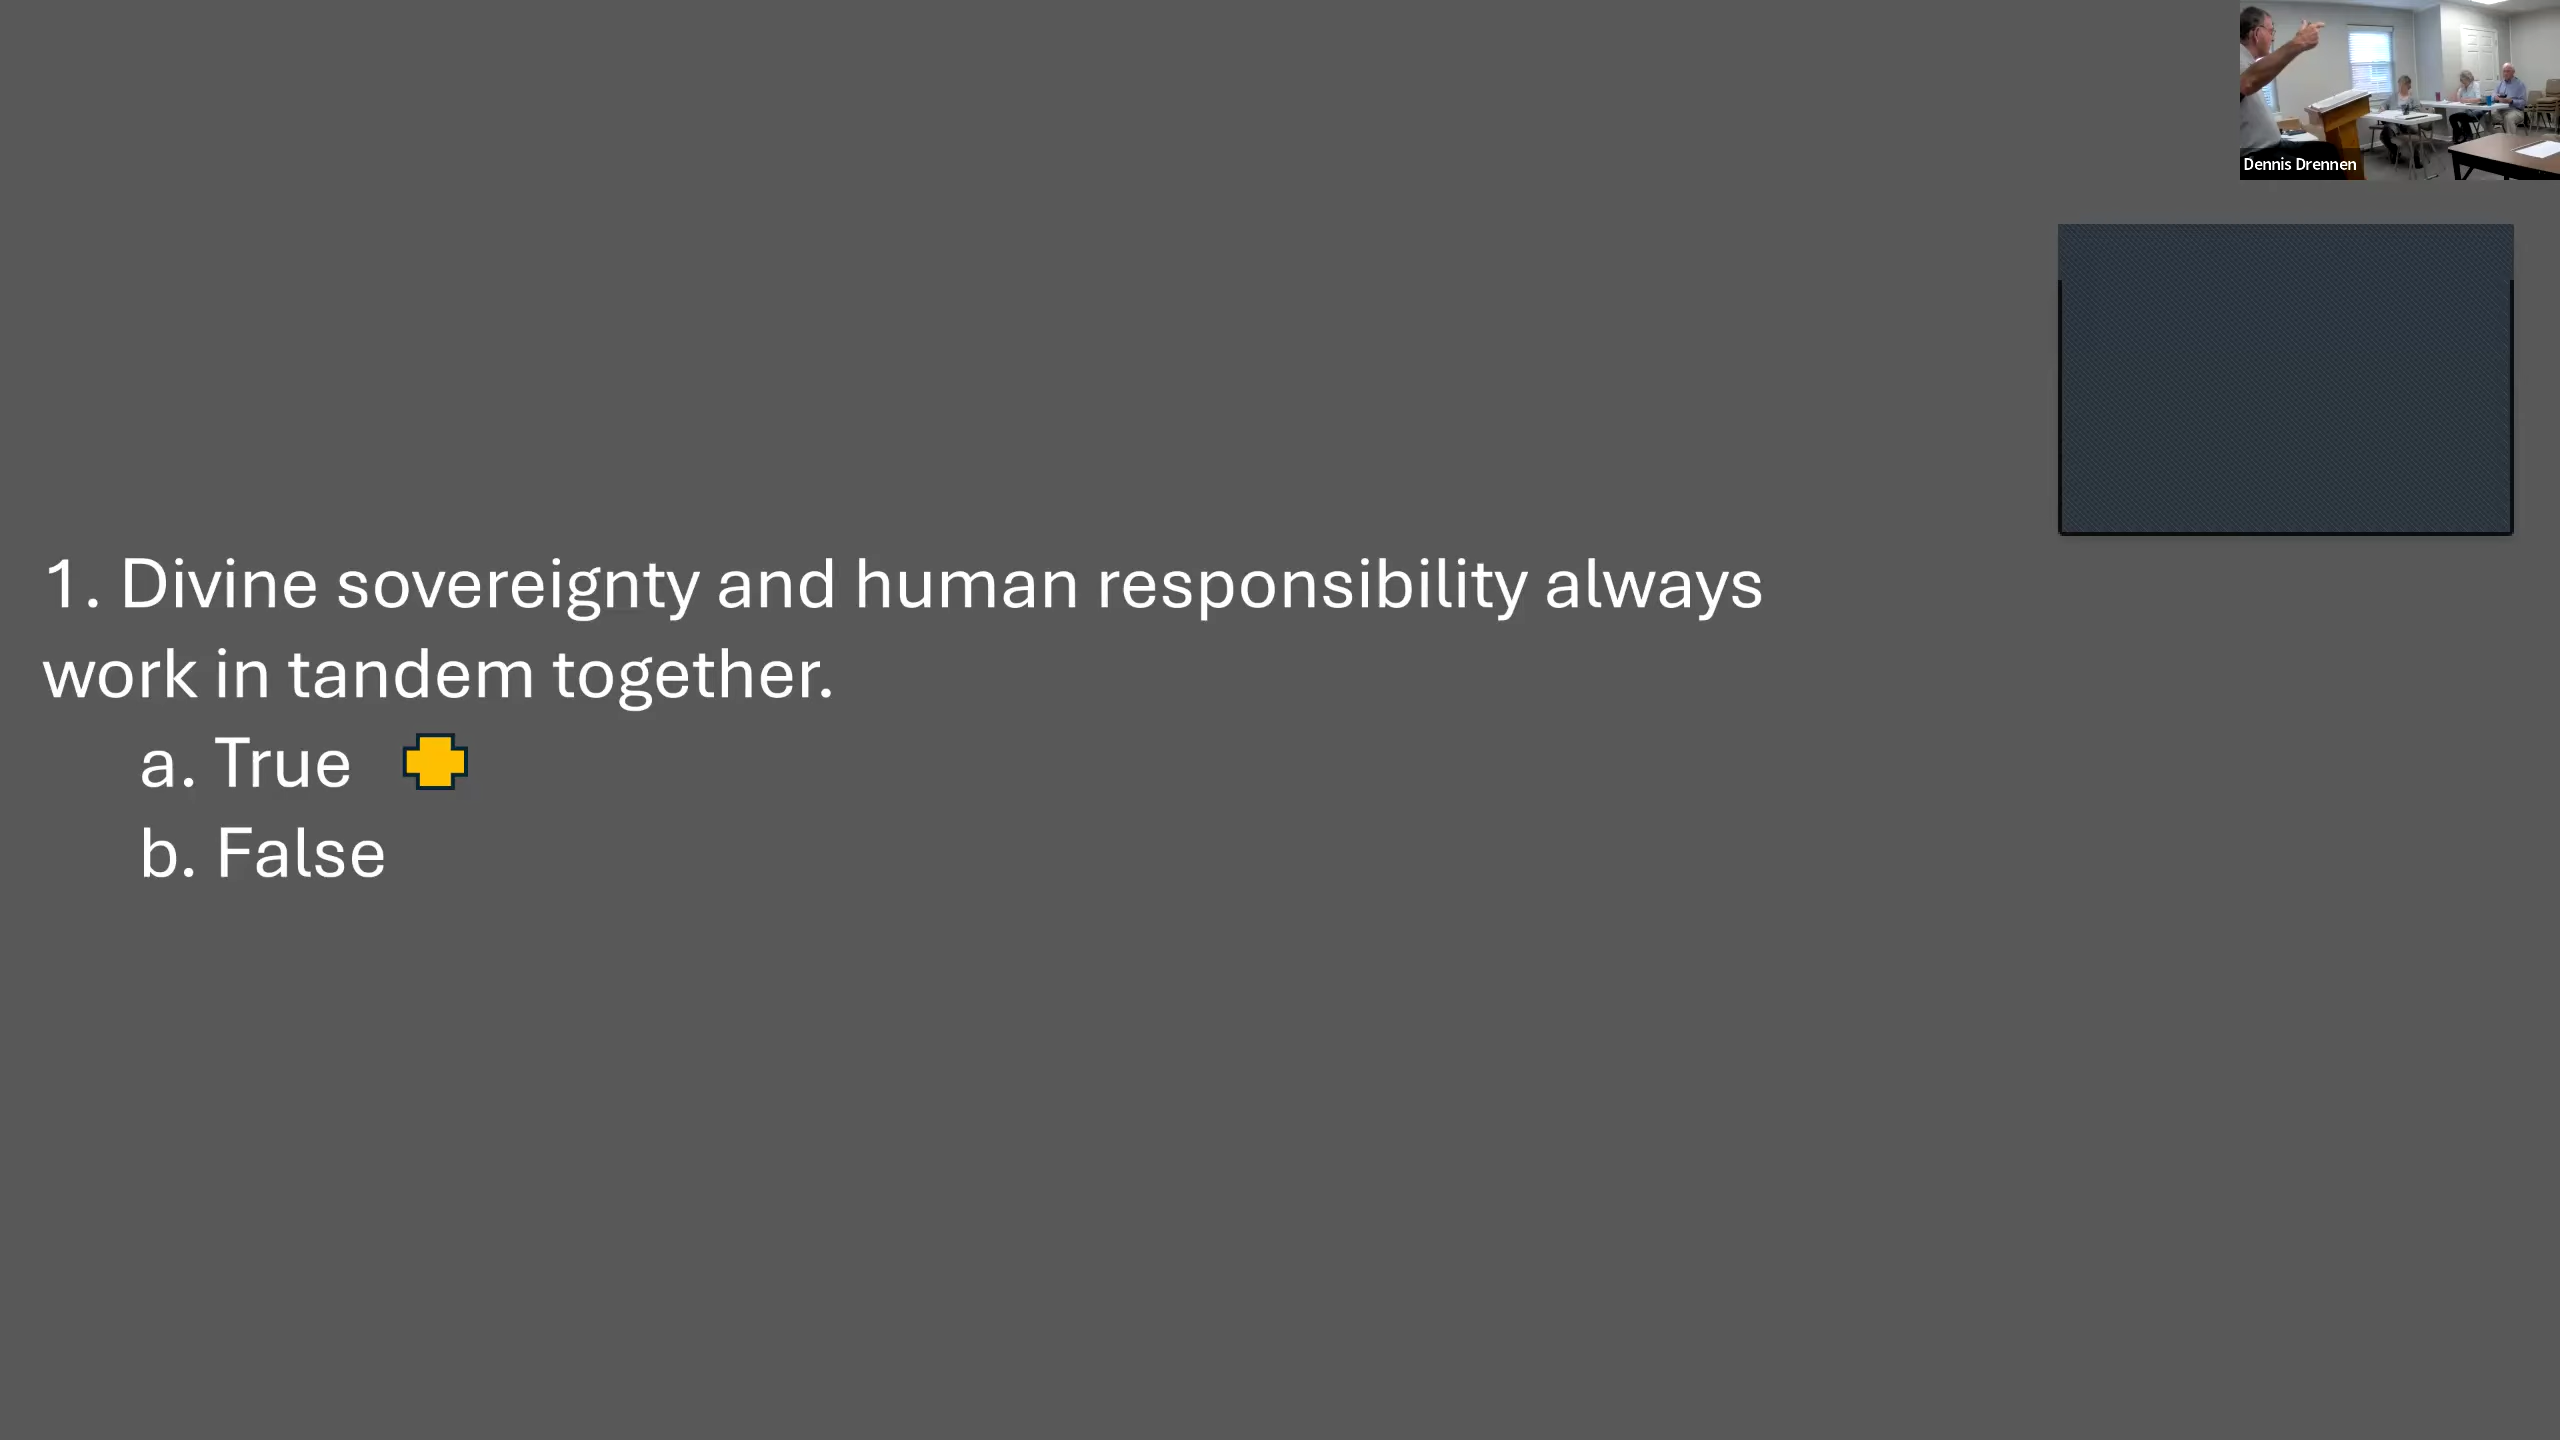 Dennis Drennen
1. Divine sovereignty and human responsibility always
work in tandem together.
a. True
b. False